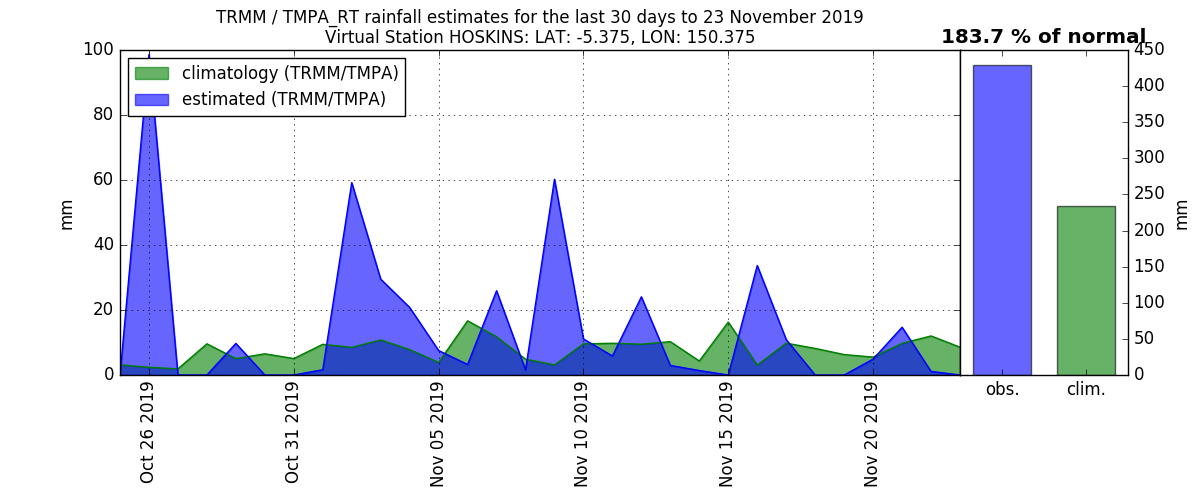 TRMM / TMPA_RT rainfall estimates for the last 30 days to 23 November 2019
Virtual Station HOSKINS: LAT: -5.375, LON: 150.375
183.7 % of normal
climatology (TRMM/TMPA)
estimated (TRMM/TMPA)
100
80
60
40
20
0
mm
Oct 26 2019
Oct 31 2019
Nov 05 2019
Nov 10 2019
Nov 15 2019
Nov 20 2019
obs.
clim.
450
400
350
300
250
200
150
100
50
0
mm